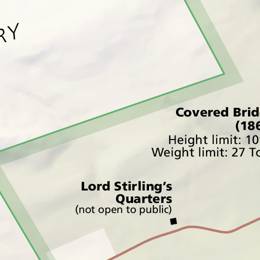 RY
Covered Brid
(186
Height limit: 10
Weight limit: 27 To
Lord Stirling's
Quarters
(not open to public)